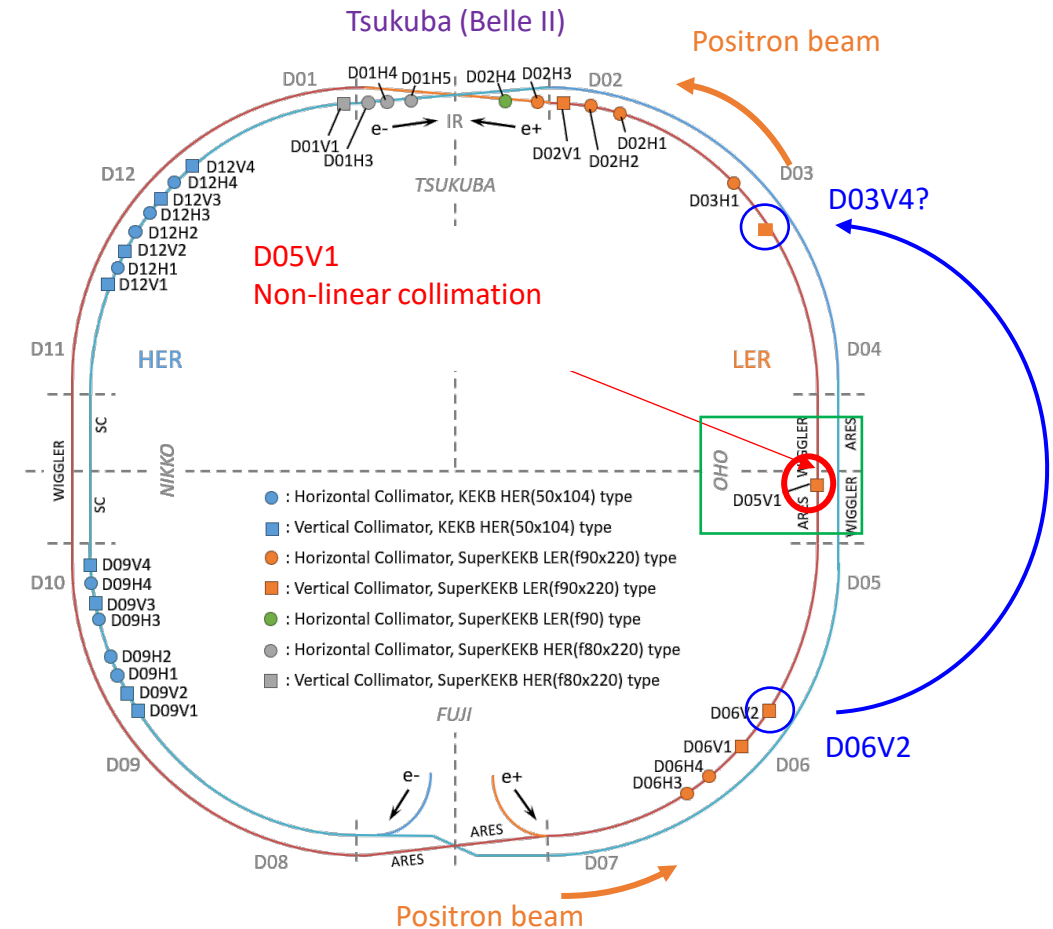 Tsukuba (Belle II)
Positron beam
D01
D01H4
D01H5
D02H4
D02H3
D02
D01V1
D01H3
e-
IR
e+
D02V1
D02H2
D02H1
TSUKUBA
D12
D12V4
D12H4
D12V3
D12H3
D12H2
D12V2
D12H1
D12V1
D03
D03H1
D03V4?
D05V1
Non-linear collimation
D11
HER
LER
D04
WIGGLER
SC
SC
NIKKO
OHO
WIGGLER
ARES
D05V1
ARES
WIGGLER
: Horizontal Collimator, KEKB HER(50x104) type
: Vertical Collimator, KEKB HER(50x104) type
: Horizontal Collimator, SuperKEKB LER(f90x220) type
: Vertical Collimator, SuperKEKB LER(f90x220) type
: Horizontal Collimator, SuperKEKB LER(f90) type
: Horizontal Collimator, SuperKEKB HER(f80x220) type
: Vertical Collimator, SuperKEKB HER(f80x220) type
D10
D09V4
D09H4
D09V3
D09H3
D09H2
D09H1
D09V2
D09V1
D05
FUJI
D06V2
D06V1
D06H4
D06H3
D06V2
D06
D09
e-
e+
ARES
ARES
D08
D07
Positron beam